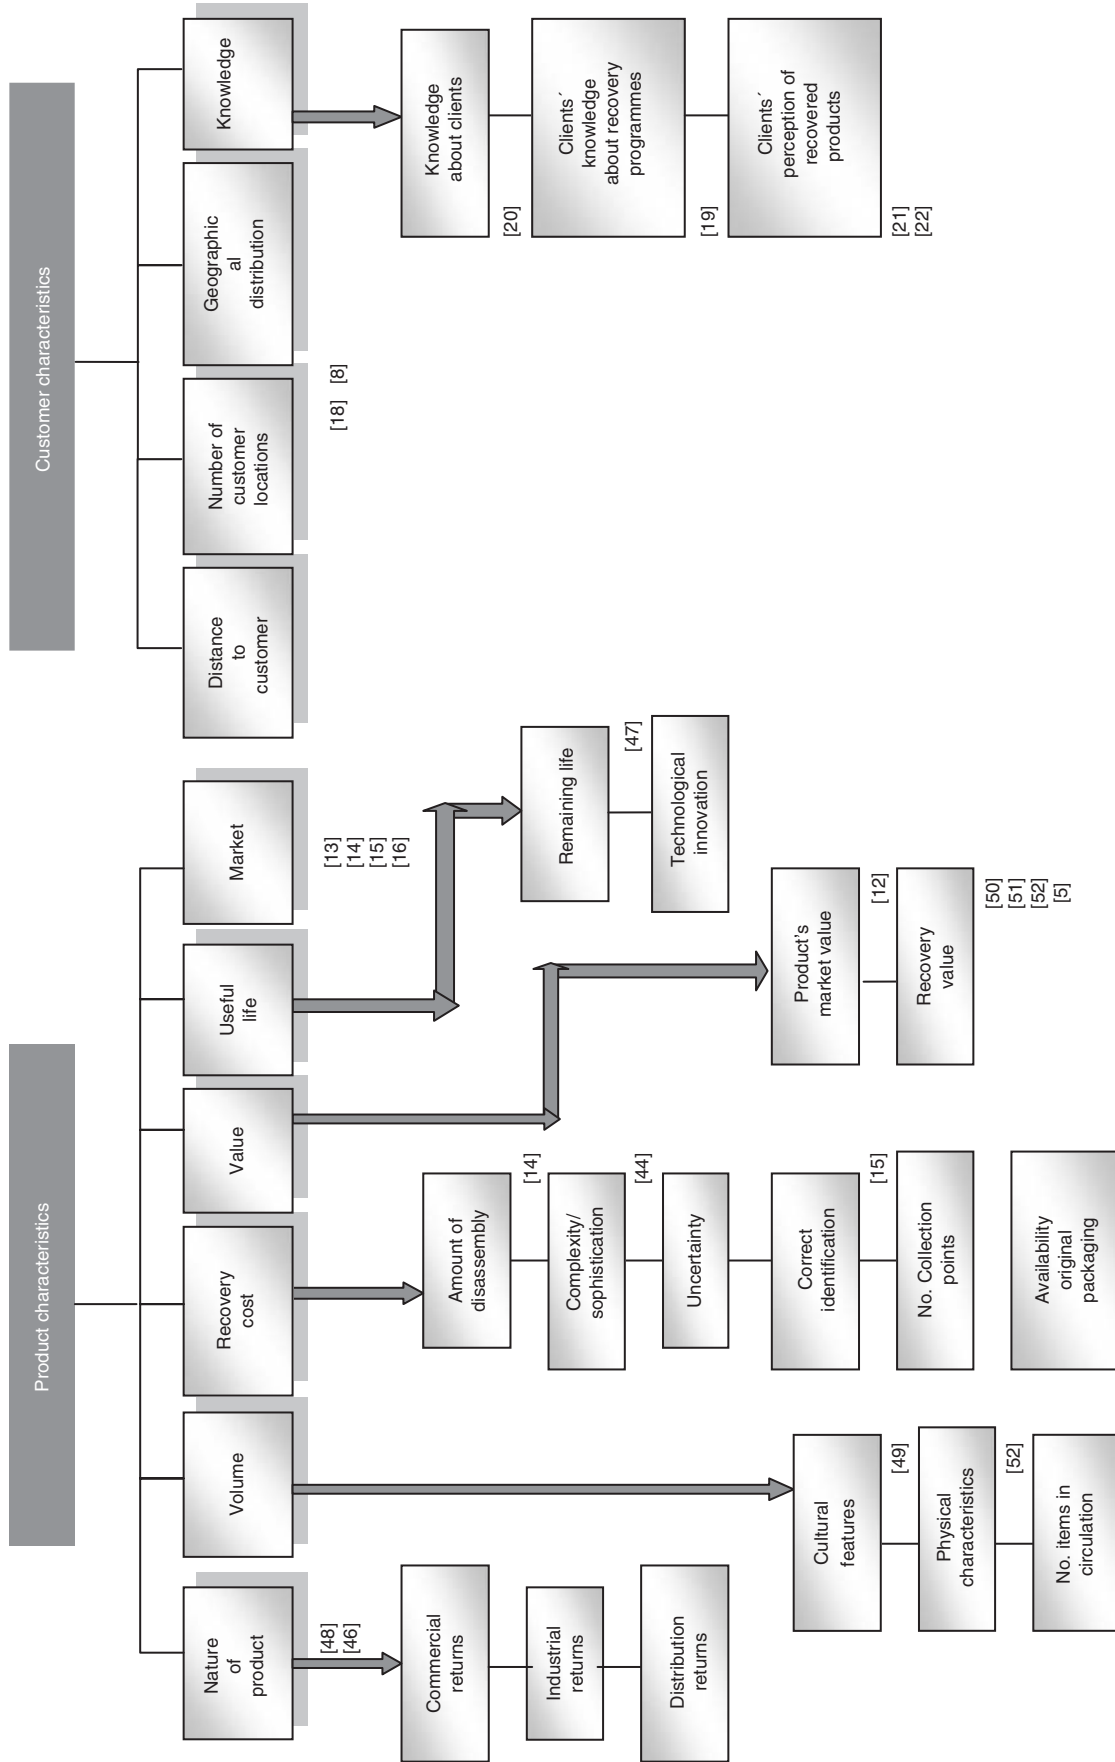 Product characteristics
Nature
of
product
[48]
[46]
Commercial
returns
Industrial
returns
Distribution
returns
Volume
Cultural
features
[49]
Physical
characteristics
[52]
No. items in
circulation
Recovery
cost
Amount of
disassembly
[14]
Complexity/
sophistication
[44]
Uncertainty
Correct
identification
[15]
No. Collection
points
Availability
original
packaging
Value
Product's
market value
[12]
Recovery
value
[50]
[51]
[52]
[5]
Useful
life
Remaining life
[47]
Technological
innovation
Market
[13]
[14]
[15]
[16]
Customer characteristics
Distance
to
customer
Number of
customer
locations
[18]
Geographic
al
distribution
[8]
Knowledge
Knowledge
about clients
[20]
Clients´
knowledge
about recovery
programmes
[19]
Clients´
perception of
recovered
products
[21]
[22]